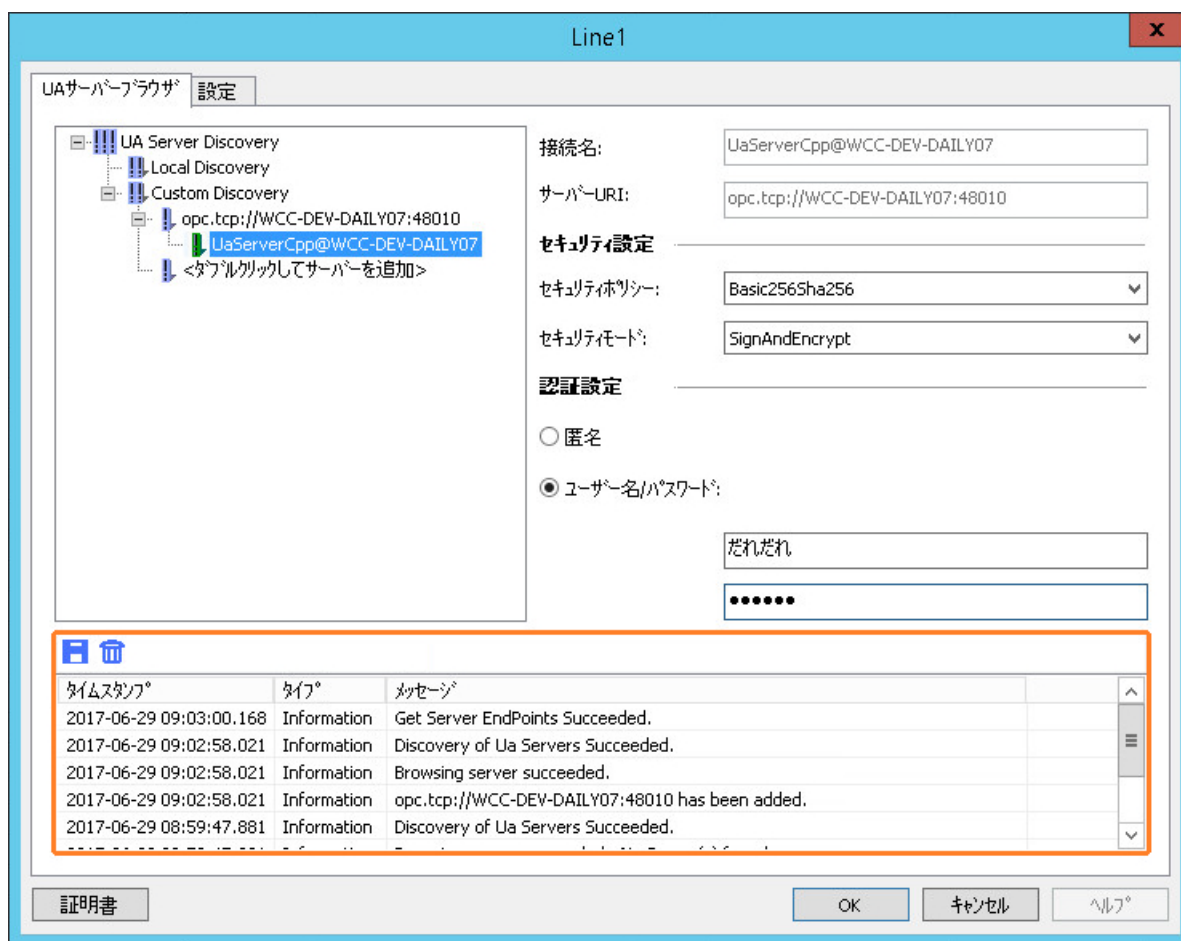 Line1
x
UAサーバーブラウザ 設定
UA Server Discovery
Local Discovery
Custom Discovery
opc.tcp://WCC-DEV-DAILY07:48010
UaServerCpp@WCC-DEV-DAILY07
<ダブルクリックしてサーバーを追加>
接続名: UaServerCpp@WCC-DEV-DAILY07
サーバーURI: opc.tcp://WCC-DEV-DAILY07:48010
セキュリティ設定
セキュリティポリシー: Basic256Sha256
セキュリティモード: SignAndEncrypt
認証設定
匿名
ユーザー名/パスワード:
だれだれ
••••••
タイムスタンプ タイプ メッセージ
2017-06-29 09:03:00.168 Information Get Server EndPoints Succeeded.
2017-06-29 09:02:58.021 Information Discovery of Ua Servers Succeeded.
2017-06-29 09:02:58.021 Information Browsing server succeeded.
2017-06-29 09:02:58.021 Information opc.tcp://WCC-DEV-DAILY07:48010 has been added.
2017-06-29 08:59:47.881 Information Discovery of Ua Servers Succeeded.
証明書 OK キャンセル ヘルプ